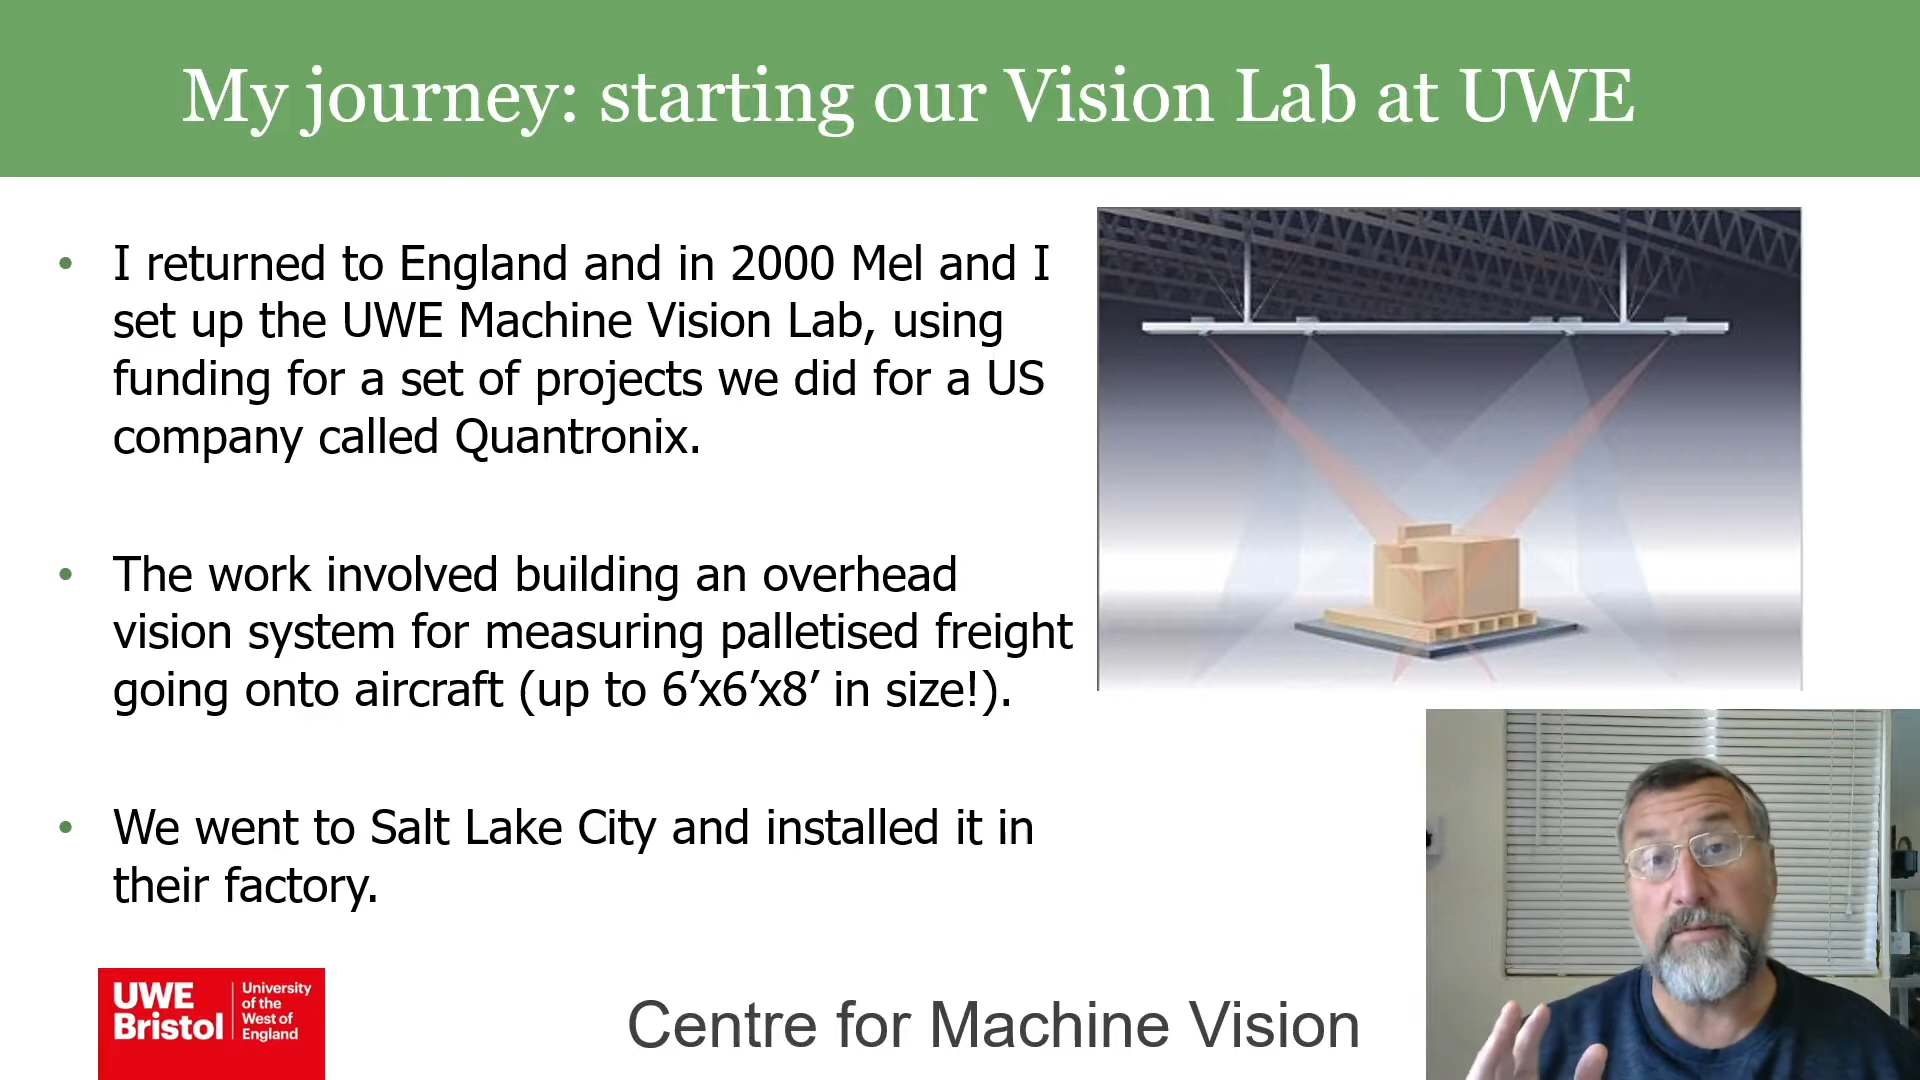 My journey: starting our Vision Lab at UWE
• I returned to England and in 2000 Mel and I
set up the UWE Machine Vision Lab, using
funding for a set of projects we did for a US
company called Quantronix.
• The work involved building an overhead
vision system for measuring palletised freight
going onto aircraft (up to 6’x6’x8’ in size!).
• We went to Salt Lake City and installed it in
their factory.
UWE
Bristol
University
of the
West of
England
Centre for Machine Vision